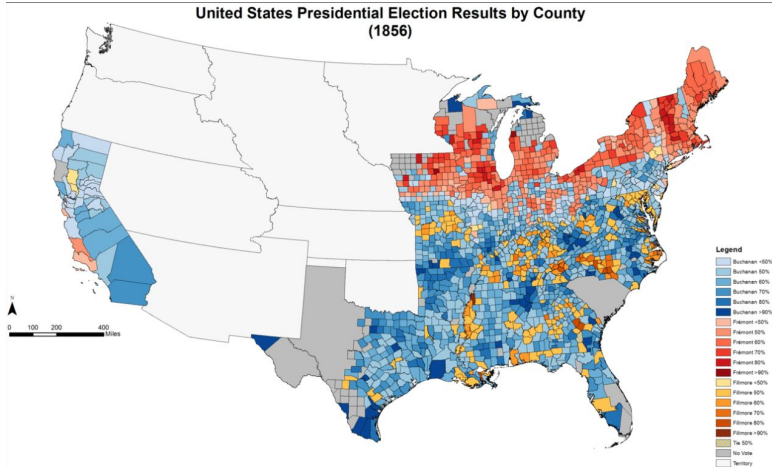 United States Presidential Election Results by County
(1856)
N
0 100 200 400
Miles
Legend
Buchanan <50%
Buchanan 50%
Buchanan 60%
Buchanan 70%
Buchanan 80%
Buchanan >90%
Frémont <50%
Frémont 50%
Frémont 60%
Frémont 70%
Frémont 80%
Frémont >90%
Fillmore <50%
Fillmore 50%
Fillmore 60%
Fillmore 70%
Fillmore 80%
Fillmore >90%
Tie 50%
No Vote
Territory